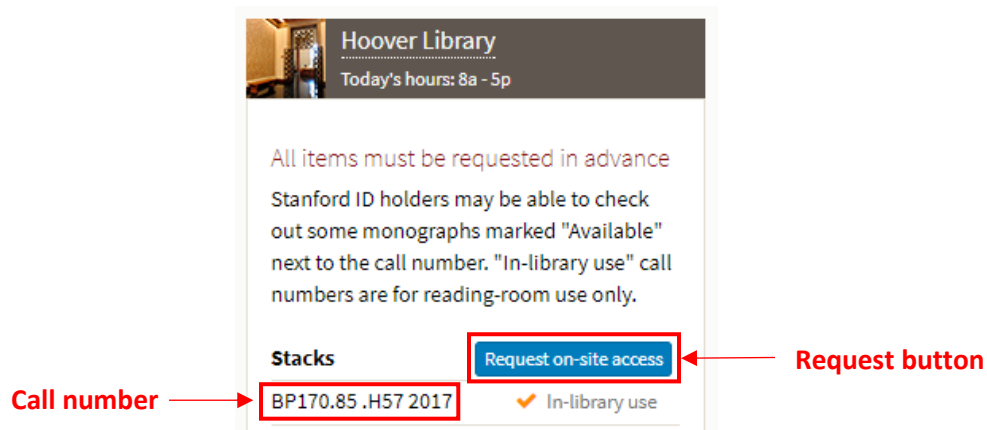 Hoover Library
Today's hours: 8a - 5p
All items must be requested in advance
Stanford ID holders may be able to check
out some monographs marked "Available"
next to the call number. "In-library use" call
numbers are for reading-room use only.
Stacks
Request on-site access
Request button
Call number
BP170.85 .H57 2017
In-library use